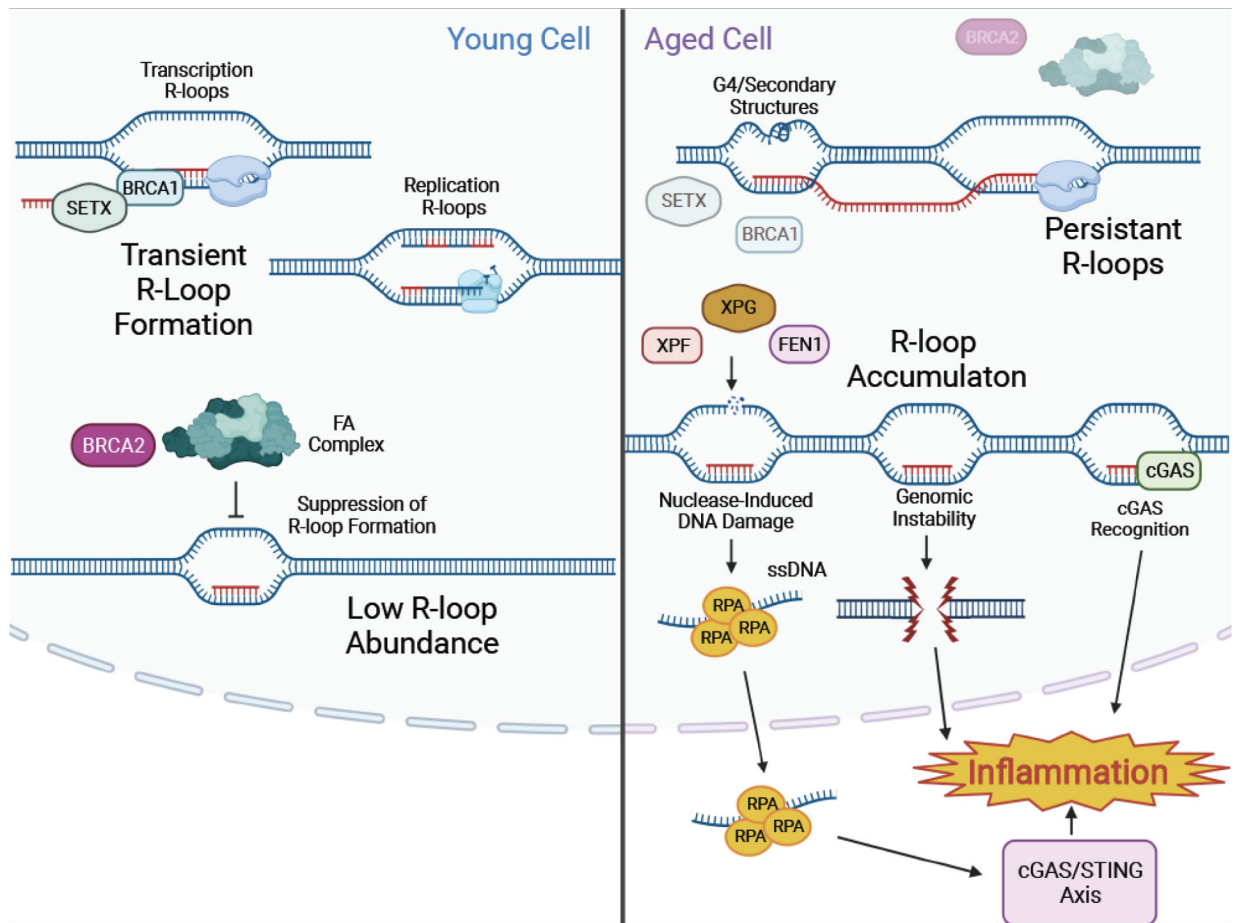 Young Cell
Transcription
R-loops
BRCA1
SETX
Transient
R-Loop
Formation
Replication
R-loops
BRCA2
FA
Complex
Suppression of
R-loop Formation
Low R-loop
Abundance
Aged Cell
BRCA2
G4/Secondary
Structures
SETX
BRCA1
Persistant
R-loops
XPG
XPF
FEN1
R-loop
Accumulaton
cGAS
Nuclease-Induced
DNA Damage
Genomic
Instability
cGAS
Recognition
ssDNA
RPA
RPA
RPA
Inflammation
RPA
RPA
RPA
cGAS/STING
Axis